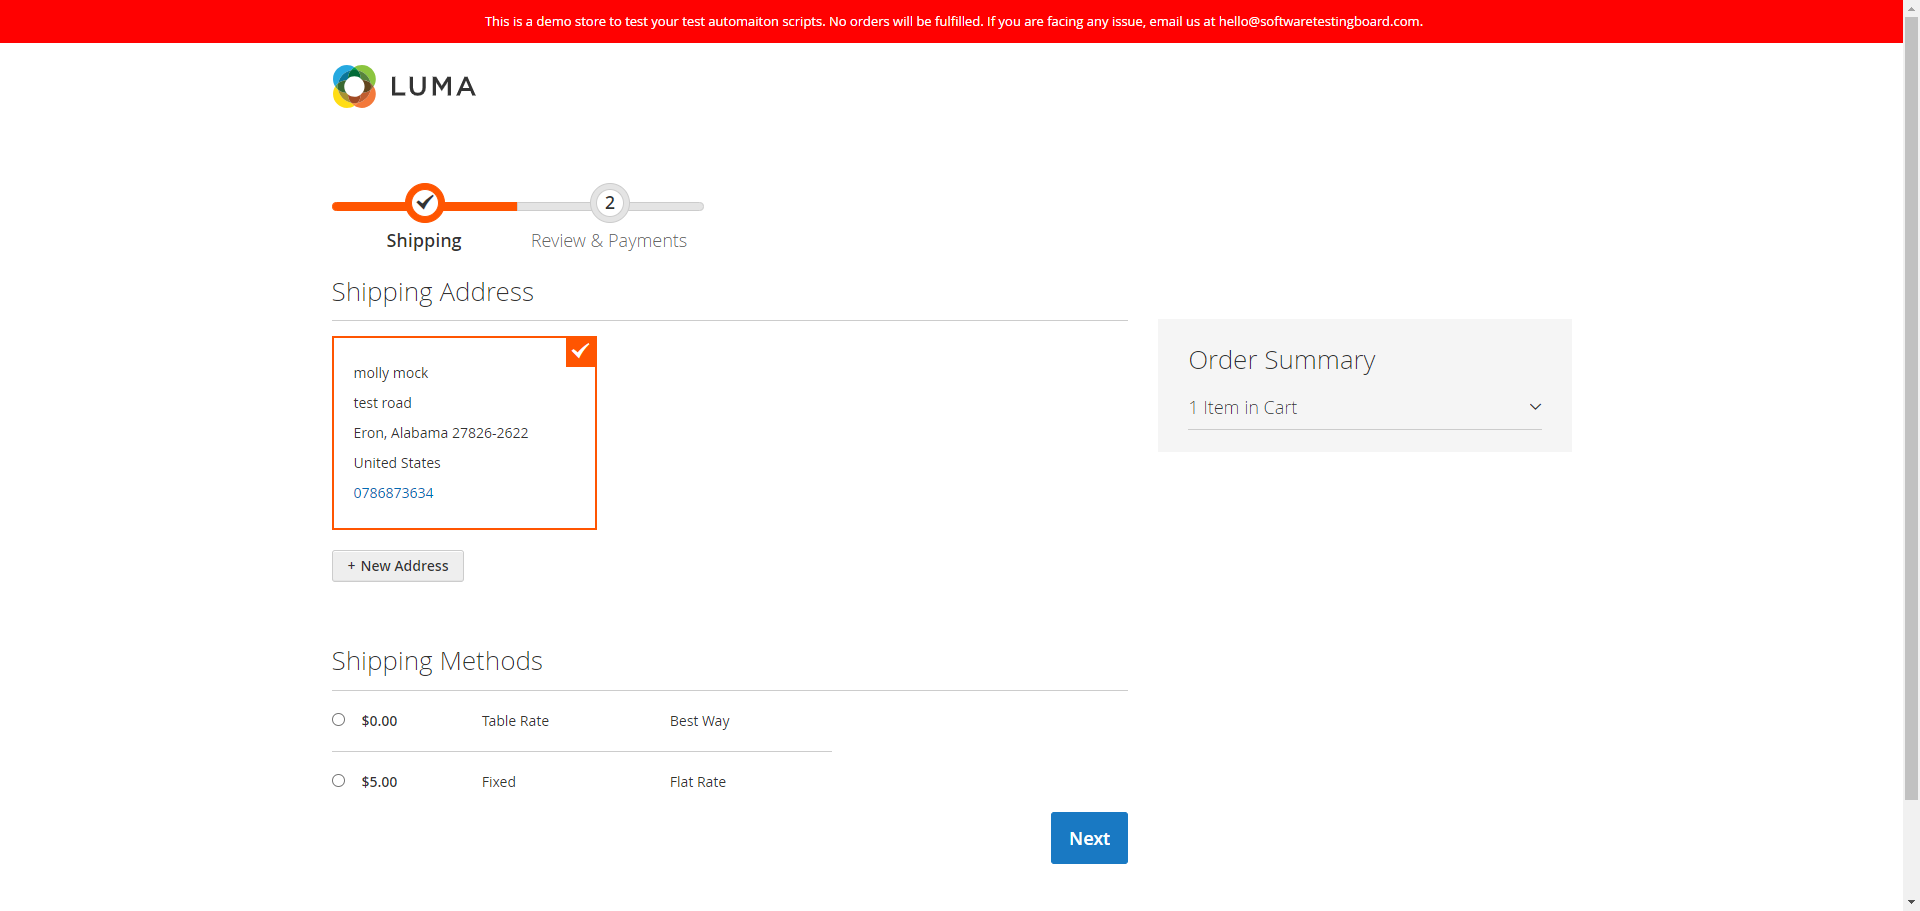 This is a demo store to test your test automaiton scripts. No orders will be fulfilled. If you are facing any issue, email us at hello@softwaretestingboard.com.
LUMA
2
Shipping
Review & Payments
Shipping Address
molly mock
test road
Eron, Alabama 27826-2622
United States
0786873634
+ New Address
Order Summary
1 Item in Cart
Shipping Methods
$0.00 Table Rate Best Way
$5.00 Fixed Flat Rate
Next